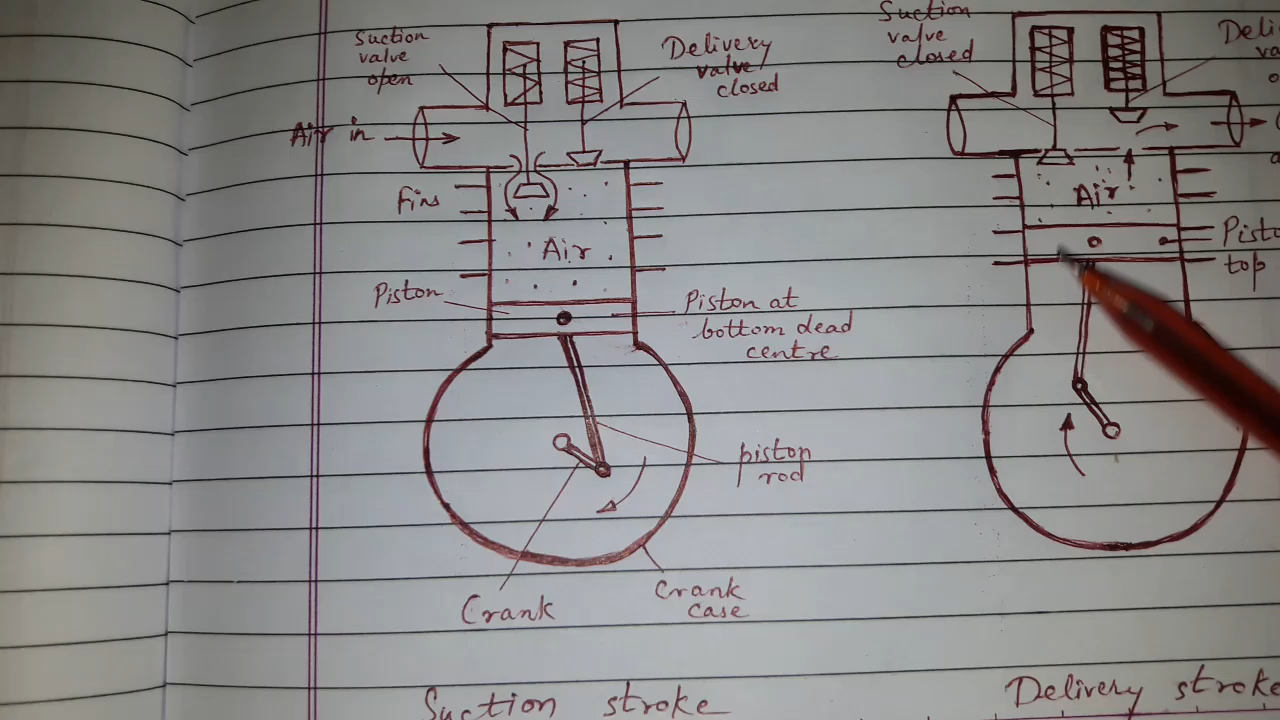 Suction
valve
open
Delivery
valve
closed
Air in
Fins
Air
Piston
Piston at
bottom dead
centre
piston
rod
Crank
Crank
case
Suction stroke
Suction
valve
closed
Air
top
Delivery stroke